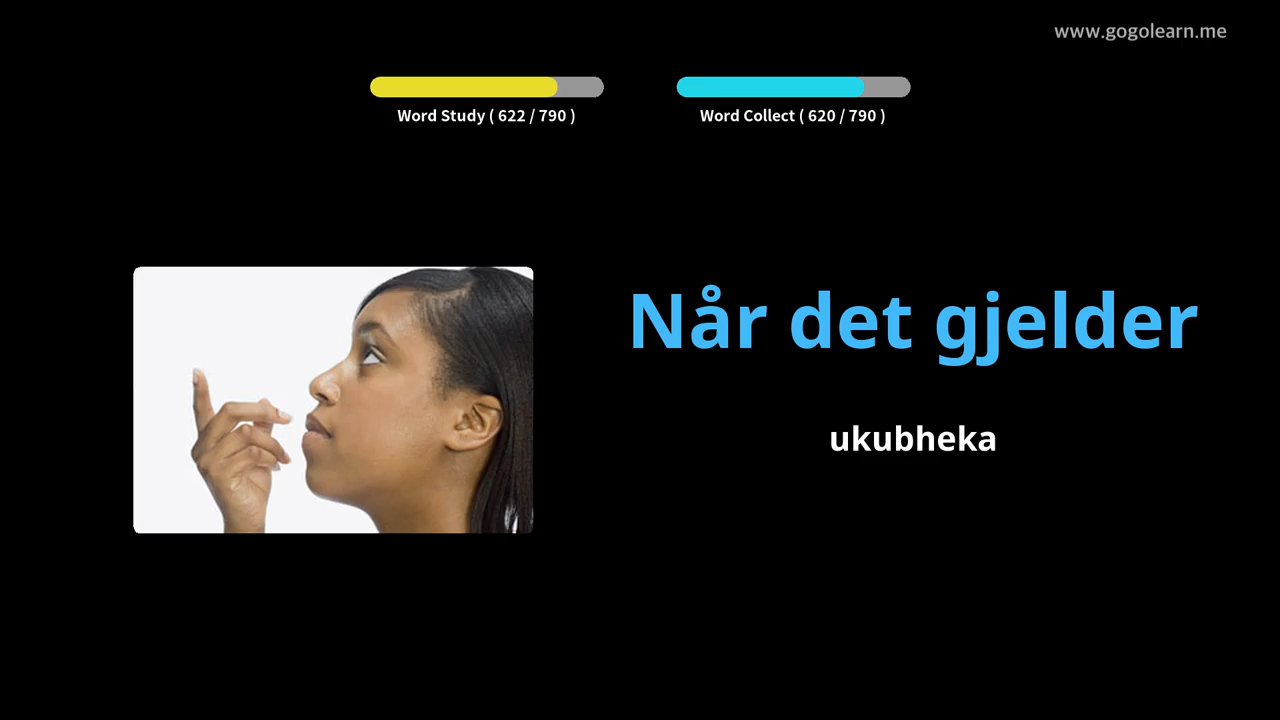 www.gogolearn.me
Word Study ( 622 / 790 )
Word Collect ( 620 / 790 )
Når det gjelder
ukubheka